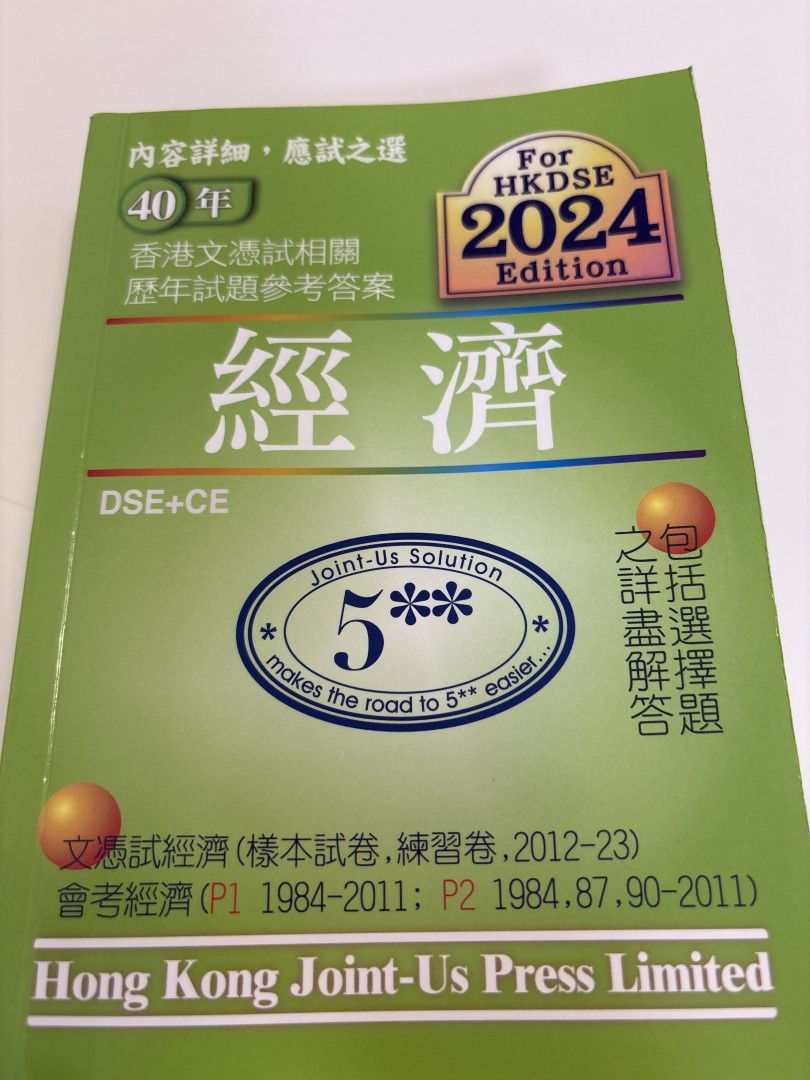 內容詳細，應試之選
40年
香港文憑試相關
歷年試題參考答案
For
HKDSE
2024
Edition
經濟
DSE+CE
Joint-Us Solution
5**
makes the road to 5** easier...
包括選擇題
之詳盡解答
文憑試經濟(樣本試卷,練習卷,2012-23)
會考經濟(P1 1984-2011; P2 1984,87,90-2011)
Hong Kong Joint-Us Press Limited